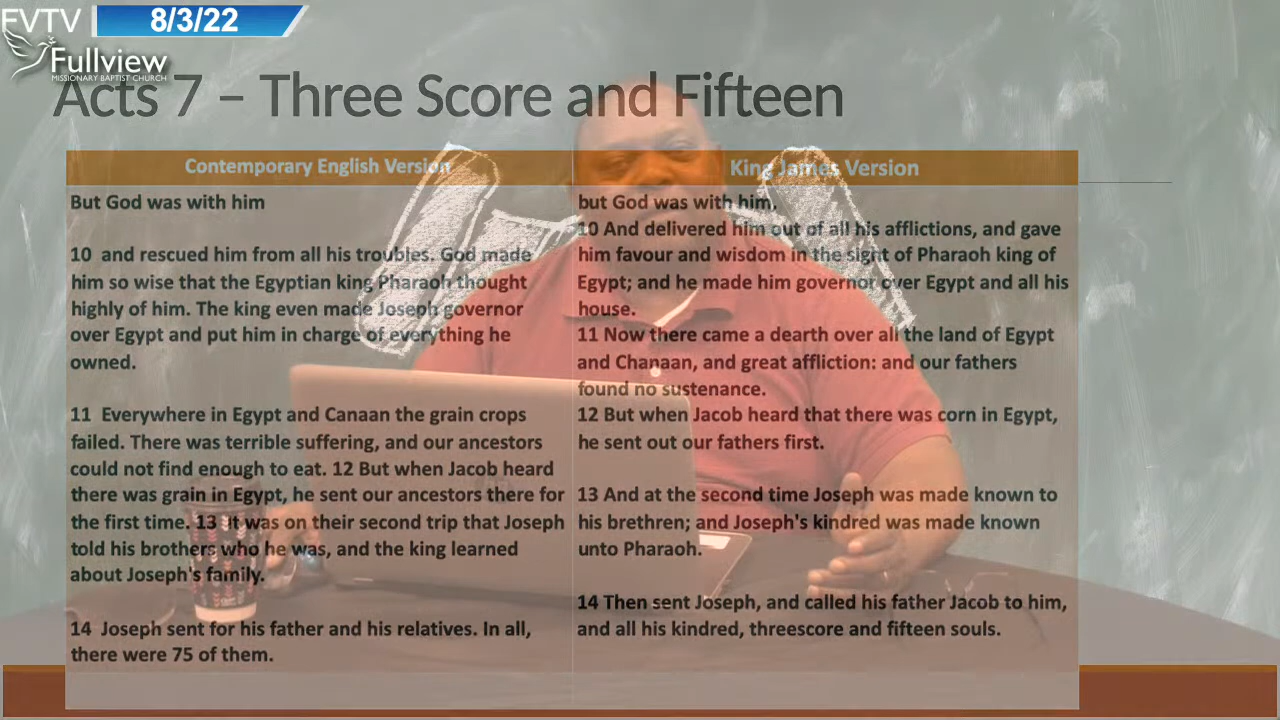 FVTV
8/3/22
Fullview
MISSIONARY BAPTIST CHURCH
Acts 7 – Three Score and Fifteen
Contemporary English Version
But God was with him
10 and rescued him from all his troubles. God made
him so wise that the Egyptian king Pharaoh thought
highly of him. The king even made Joseph governor
over Egypt and put him in charge of everything he
owned.
11 Everywhere in Egypt and Canaan the grain crops
failed. There was terrible suffering, and our ancestors
could not find enough to eat. 12 But when Jacob heard
there was grain in Egypt, he sent our ancestors there for
the first time. 13 It was on their second trip that Joseph
told his brothers who he was, and the king learned
about Joseph's family.
14 Joseph sent for his father and his relatives. In all,
there were 75 of them.
King James Version
but God was with him,
10 And delivered him out of all his afflictions, and gave
him favour and wisdom in the sight of Pharaoh king of
Egypt; and he made him governor over Egypt and all his
house.
11 Now there came a dearth over all the land of Egypt
and Chanaan, and great affliction: and our fathers
found no sustenance.
12 But when Jacob heard that there was corn in Egypt,
he sent out our fathers first.
13 And at the second time Joseph was made known to
his brethren; and Joseph's kindred was made known
unto Pharaoh.
14 Then sent Joseph, and called his father Jacob to him,
and all his kindred, threescore and fifteen souls.